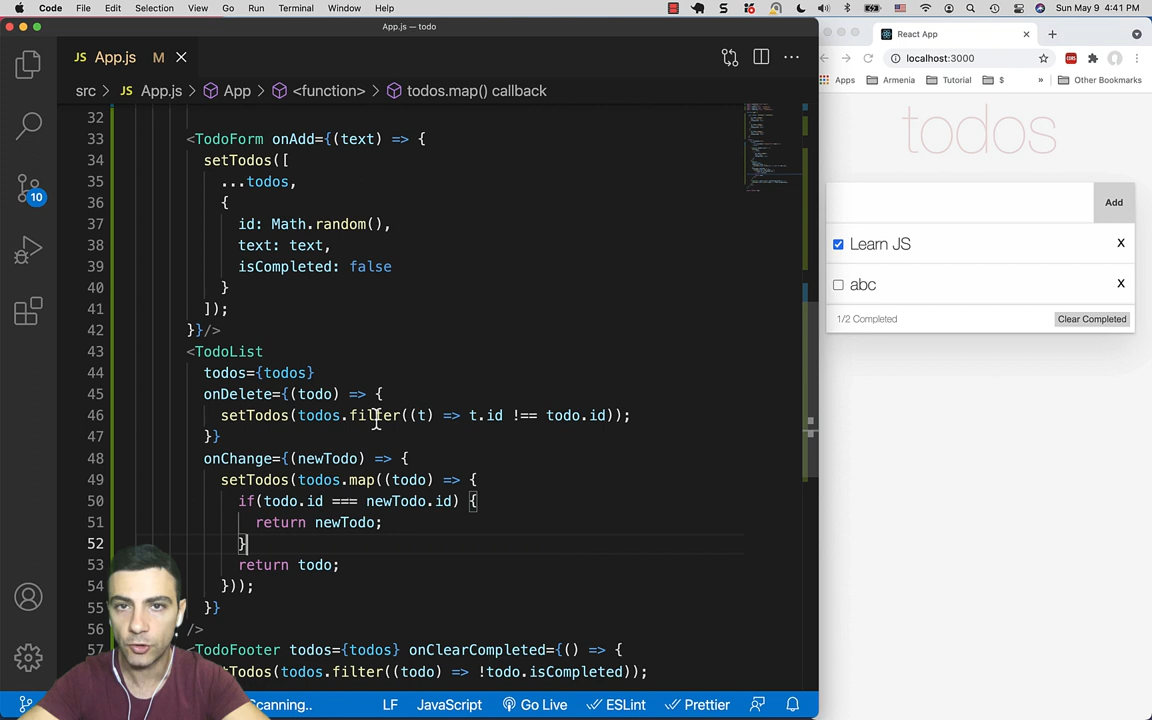 Code File Edit Selection View Go Run Terminal Window Help Sun May 9 4:41 PM
App.js — todo
JS App.js M
src > JS App.js > App > <function> > todos.map() callback
32
33 <TodoForm onAdd={(text) => {
34 setTodos([
35 ...todos,
36 {
37 id: Math.random(),
38 text: text,
39 isCompleted: false
40 }
41 ]);
42 }}/>
43 <TodoList
44 todos={todos}
45 onDelete={(todo) => {
46 setTodos(todos.filter((t) => t.id !== todo.id));
47 }}
48 onChange={(newTodo) => {
49 setTodos(todos.map((todo) => {
50 if(todo.id === newTodo.id) {
51 return newTodo;
52 }
53 return todo;
54 }));
55 }}
56 />
57 <TodoFooter todos={todos} onClearCompleted={() => {
tTodos(todos.filter((todo) => !todo.isCompleted);
10
Scanning.. LF JavaScript Go Live ESLint Prettier
React App
localhost:3000
Apps Armenia Tutorial $ » Other Bookmarks
todos
Add
Learn JS X
abc X
1/2 Completed Clear Completed